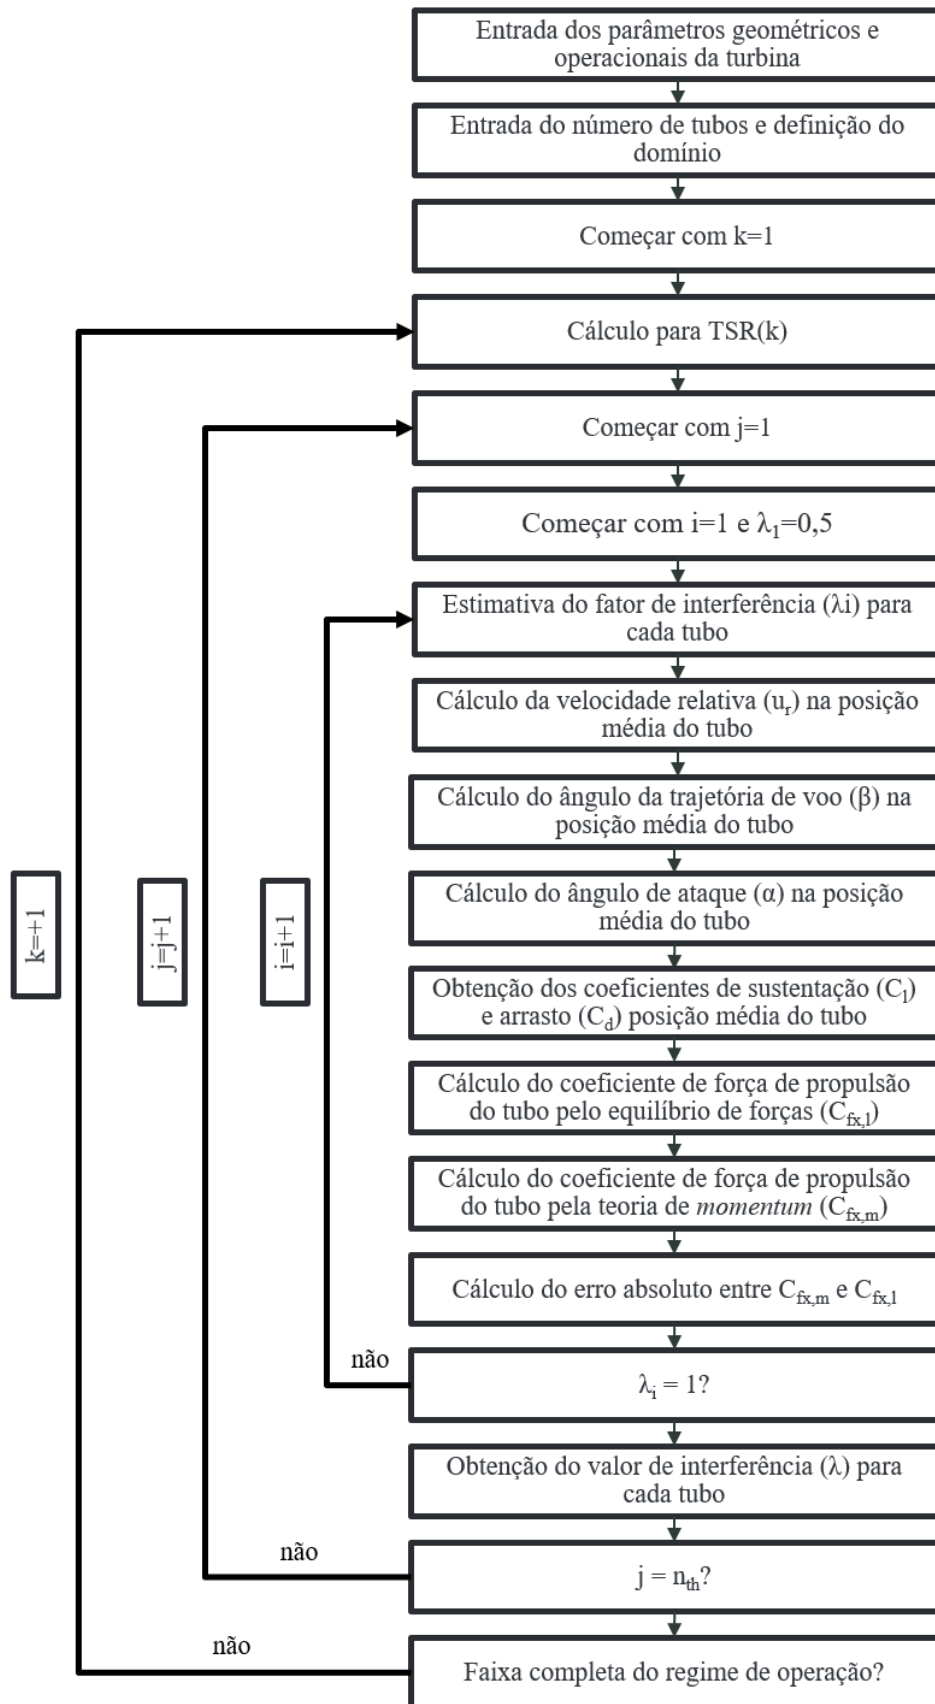 Entrada dos parâmetros geométricos e
operacionais da turbina
Entrada do número de tubos e definição do
domínio
Começar com k=1
Cálculo para TSR(k)
Começar com j=1
Começar com i=1 e λ₁=0,5
Estimativa do fator de interferência (λi) para
cada tubo
Cálculo da velocidade relativa (uᵣ) na posição
média do tubo
Cálculo do ângulo da trajetória de voo (β) na
posição média do tubo
Cálculo do ângulo de ataque (α) na posição
média do tubo
k=+1
j=j+1
i=i+1
Obtenção dos coeficientes de sustentação (Cₗ)
e arrasto (C_d) posição média do tubo
Cálculo do coeficiente de força de propulsão
do tubo pelo equilíbrio de forças (C_fx,l)
Cálculo do coeficiente de força de propulsão
do tubo pela teoria de momentum (C_fx,m)
Cálculo do erro absoluto entre C_fx,m e C_fx,l
não
λᵢ = 1?
Obtenção do valor de interferência (λ) para
cada tubo
não
j = n_th?
não
Faixa completa do regime de operação?